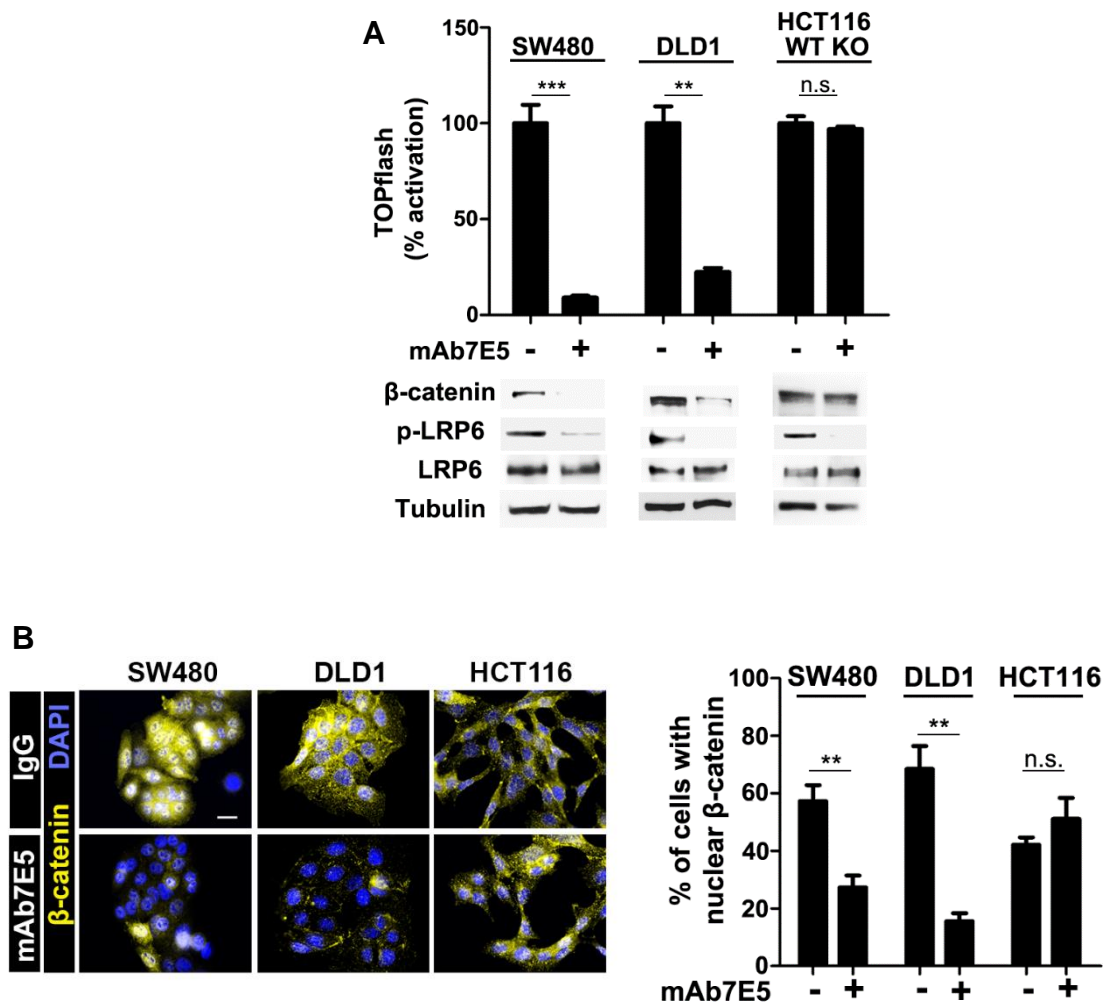 A
150
100
50
0
TOPflash
(% activation)
SW480
DLD1
HCT116
WT KO
***
**
n.s.
mAb7E5 - + - + - +
β-catenin
p-LRP6
LRP6
Tubulin
B
SW480 DLD1 HCT116
IgG
mAb7E5
β-catenin DAPI
100
80
60
40
20
0
% of cells with
nuclear β-catenin
SW480 DLD1 HCT116
**
**
n.s.
mAb7E5 - + - + - +